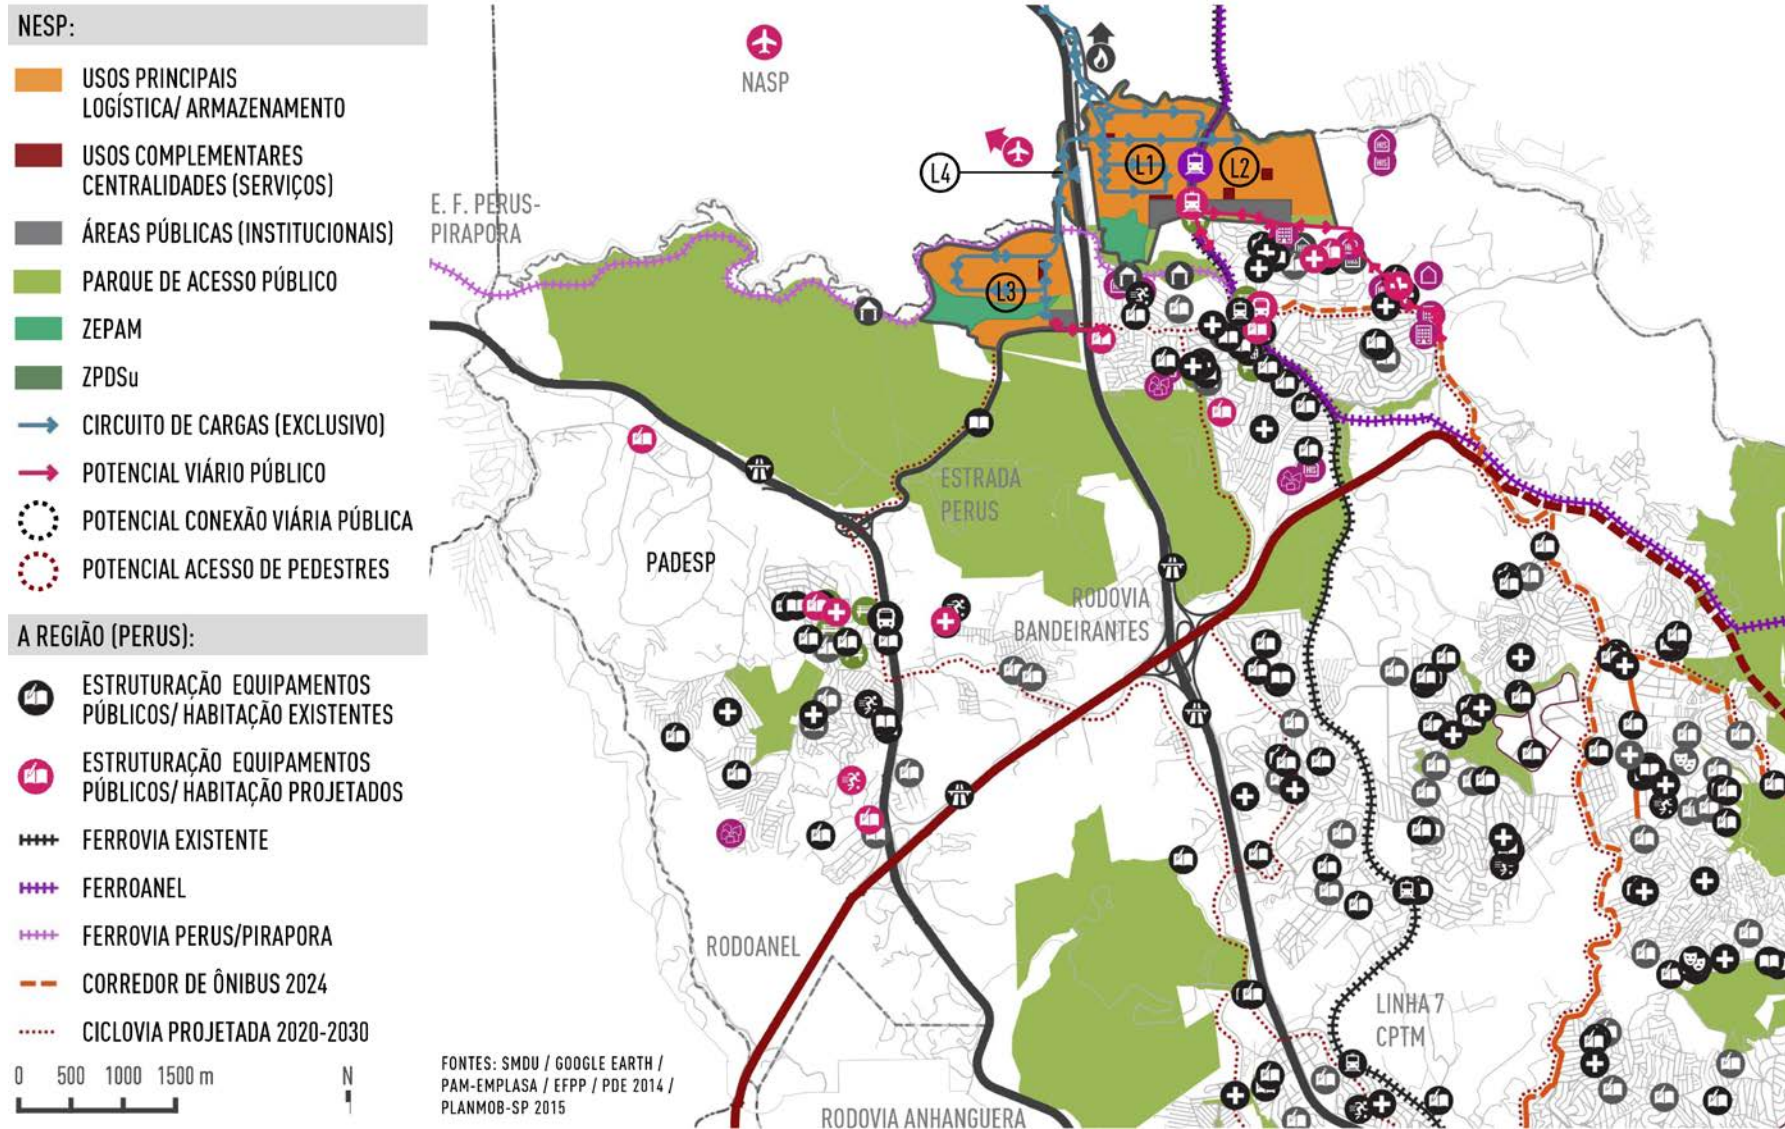 NESP:
USOS PRINCIPAIS
LOGÍSTICA/ ARMAZENAMENTO
USOS COMPLEMENTARES
CENTRALIDADES (SERVIÇOS)
ÁREAS PÚBLICAS (INSTITUCIONAIS)
PARQUE DE ACESSO PÚBLICO
ZEPAM
ZPDSu
CIRCUITO DE CARGAS (EXCLUSIVO)
POTENCIAL VIÁRIO PÚBLICO
POTENCIAL CONEXÃO VIÁRIA PÚBLICA
POTENCIAL ACESSO DE PEDESTRES
A REGIÃO (PERUS):
ESTRUTURAÇÃO EQUIPAMENTOS
PÚBLICOS/ HABITAÇÃO EXISTENTES
ESTRUTURAÇÃO EQUIPAMENTOS
PÚBLICOS/ HABITAÇÃO PROJETADOS
FERROVIA EXISTENTE
FERROANEL
FERROVIA PERUS/PIRAPORA
CORREDOR DE ÔNIBUS 2024
CICLOVIA PROJETADA 2020-2030
0 500 1000 1500 m
N
NASP
L4
L1
L2
HIS
HIS
E. F. PERUS-
PIRAPORA
L3
ESTRADA
PERUS
HIS
PADESP
RODOVIA
BANDEIRANTES
RODOANEL
LINHA 7
CPTM
FONTES: SMDU / GOOGLE EARTH /
PAM-EMPLASA / EFPP / PDE 2014 /
PLANMOB-SP 2015
RODOVIA ANHANGUERA